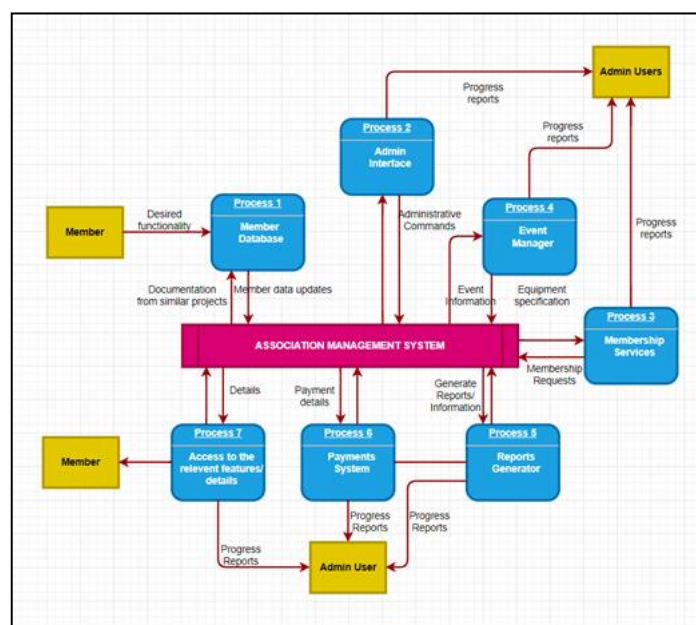 Admin Users
Progress
reports
Process 2
Admin
Interface
Progress
reports
Process 1
Member
Database
Process 4
Event
Manager
Member
Desired
functionality
Administrative
Commands
Progress
reports
Documentation
from similar projects
Member data updates
Event
Information
Equipment
specification
Process 3
Membership
Services
ASSOCIATION MANAGEMENT SYSTEM
Membership
Requests
Details
Payment
details
Generate
Reports/
Information
Process 7
Access to the
relevent features/
details
Process 6
Payments
System
Process 5
Reports
Generator
Member
Progress
Reports
Progress
Reports
Progress
Reports
Admin User